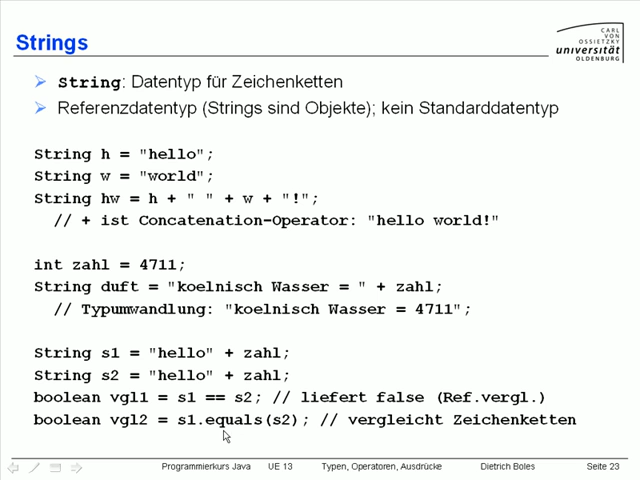 Strings
CARL
VON
OSSIETZKY
universität
OLDENBURG
String: Datentyp für Zeichenketten
Referenzdatentyp (Strings sind Objekte); kein Standarddatentyp
String h = "hello";
String w = "world";
String hw = h + " " + w + "!";
// + ist Concatenation-Operator: "hello world!"
int zahl = 4711;
String duft = "koelnisch Wasser = " + zahl;
// Typumwandlung: "koelnisch Wasser = 4711";
String s1 = "hello" + zahl;
String s2 = "hello" + zahl;
boolean vgl1 = s1 == s2; // liefert false (Ref.vergl.)
boolean vgl2 = s1.equals(s2); // vergleicht Zeichenketten
Programmierkurs Java UE 13 Typen, Operatoren, Ausdrücke Dietrich Boles Seite 23